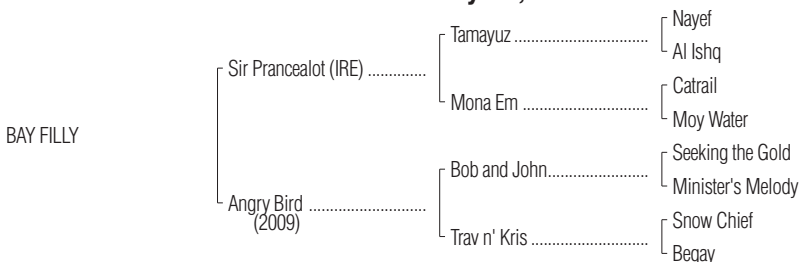 BAY FILLY
Sir Prancealot (IRE) ..............
Angry Bird ...........................
(2009)
Tamayuz ................................
Mona Em ..............................
Bob and John........................
Trav n' Kris ............................
Nayef
Al Ishq
Catrail
Moy Water
Seeking the Gold
Minister's Melody
Snow Chief
Begay